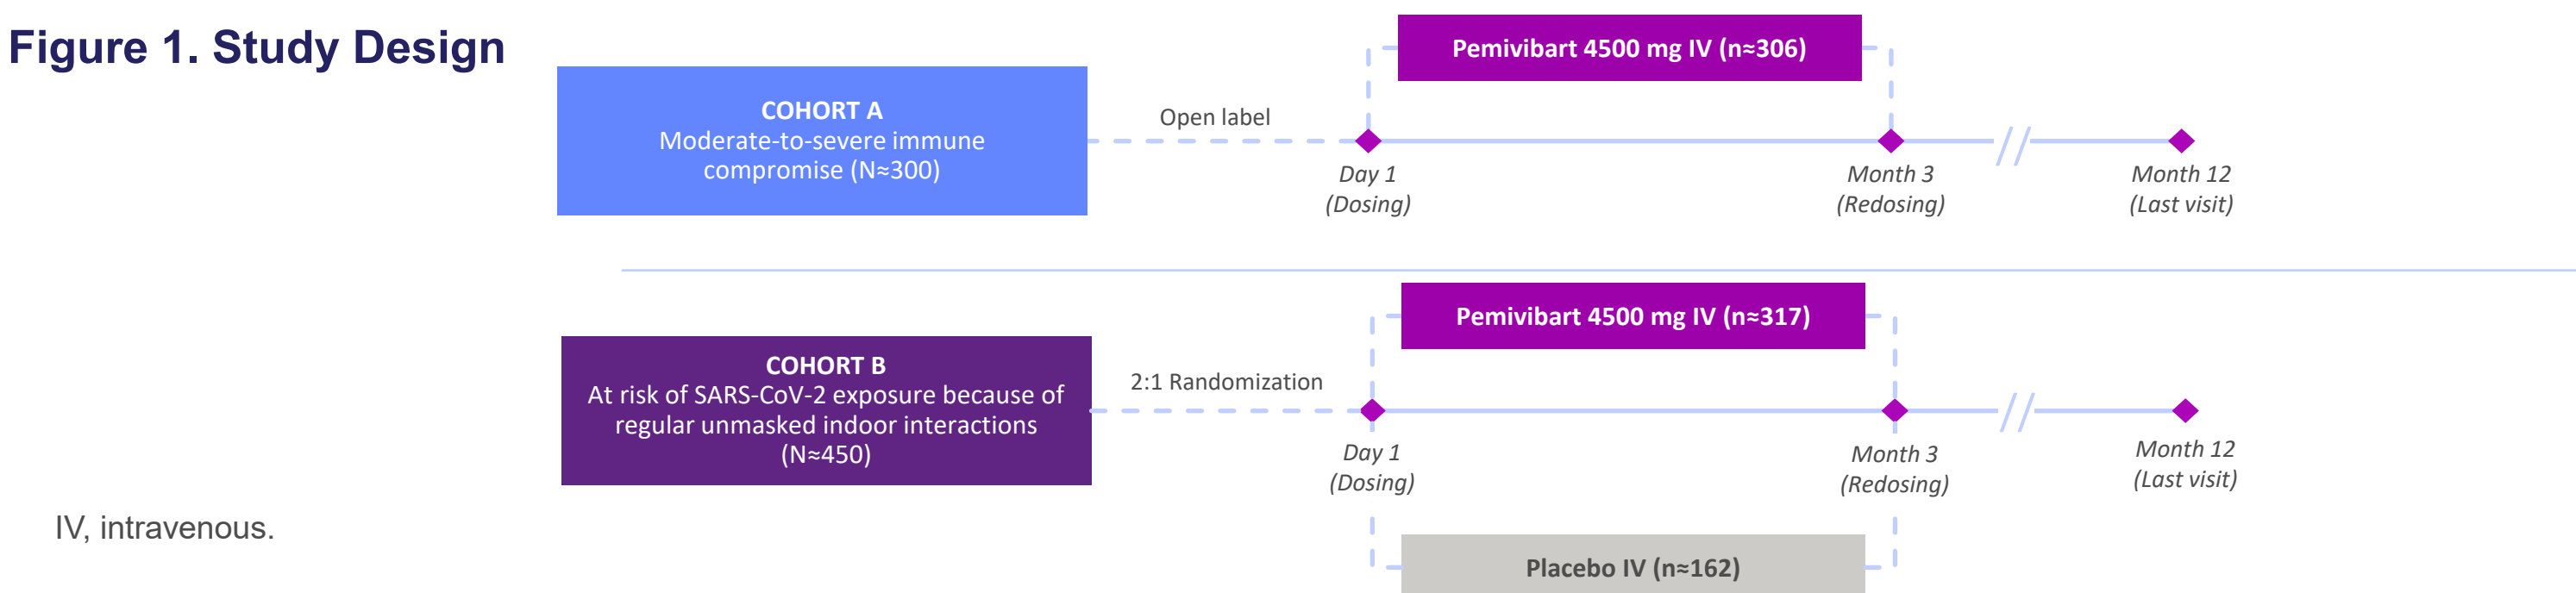 Figure 1. Study Design
COHORT A
Moderate-to-severe immune
compromise (N≈300)
Open label
Pemivibart 4500 mg IV (n≈306)
Day 1
(Dosing)
Month 3
(Redosing)
Month 12
(Last visit)
COHORT B
At risk of SARS-CoV-2 exposure because of
regular unmasked indoor interactions
(N≈450)
2:1 Randomization
Pemivibart 4500 mg IV (n≈317)
Day 1
(Dosing)
Month 3
(Redosing)
Month 12
(Last visit)
Placebo IV (n≈162)
IV, intravenous.